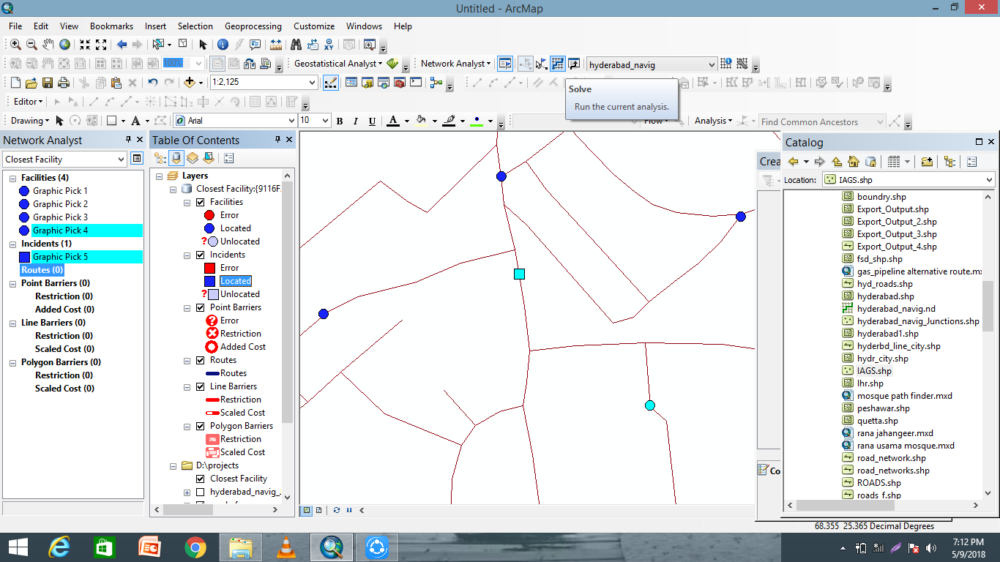 Untitled - ArcMap
File Edit View Bookmarks Insert Selection Geoprocessing Customize Windows Help
100% Geostatistical Analyst Network Analyst hyderabad_navig
1:2,125
Solve
Run the current analysis.
Editor
Drawing A Arial 10 B I U A Flow Analysis Find Common Ancestors
Network Analyst
Closest Facility
Facilities (4)
Graphic Pick 1
Graphic Pick 2
Graphic Pick 3
Graphic Pick 4
Incidents (1)
Graphic Pick 5
Routes (0)
Point Barriers (0)
Restriction (0)
Added Cost (0)
Line Barriers (0)
Restriction (0)
Scaled Cost (0)
Polygon Barriers (0)
Restriction (0)
Scaled Cost (0)
Table Of Contents
Layers
Closest Facility:{9116F
Facilities
Error
Located
? Unlocated
Incidents
Error
Located
? Unlocated
Point Barriers
Error
Restriction
Added Cost
Routes
Routes
Line Barriers
Restriction
Scaled Cost
Polygon Barriers
Restriction
Scaled Cost
D:\projects
Closest Facility
hyderabad_navig_
Crea
Co
Catalog
Location: IAGS.shp
boundry.shp
Export_Output.shp
Export_Output_2.shp
Export_Output_3.shp
Export_Output_4.shp
fsd_shp.shp
gas_pipeline alternative route.mx
hyd_roads.shp
hyderabad.shp
hyderabad_navig.nd
hyderabad_navig_Junctions.shp
hyderabad1.shp
hyderbd_line_city.shp
hydr_city.shp
IAGS.shp
lhr.shp
mosque path finder.mxd
peshawar.shp
quetta.shp
rana jahangeer.mxd
rana usama mosque.mxd
road_network.shp
road_networks.shp
ROADS.shp
roads_f.shp
68.355 25.365 Decimal Degrees
7:12 PM
5/9/2018